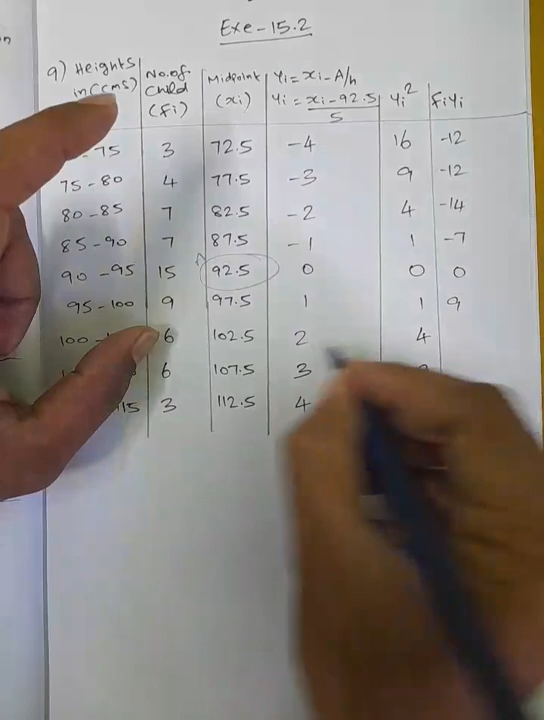 Exe-15.2
9) Heights in(cms) No.of. Child (fi) Midpoint (xi) yi = xi - A/h yi = xi - 92.5/5 yi² fiyi
-75 3 72.5 -4 16 -12
75-80 4 77.5 -3 9 -12
80-85 7 82.5 -2 4 -14
85-90 7 87.5 -1 1 -7
90-95 15 92.5 0 0 0
95-100 9 97.5 1 1 9
100- 6 102.5 2 4
6 107.5 3
115 3 112.5 4